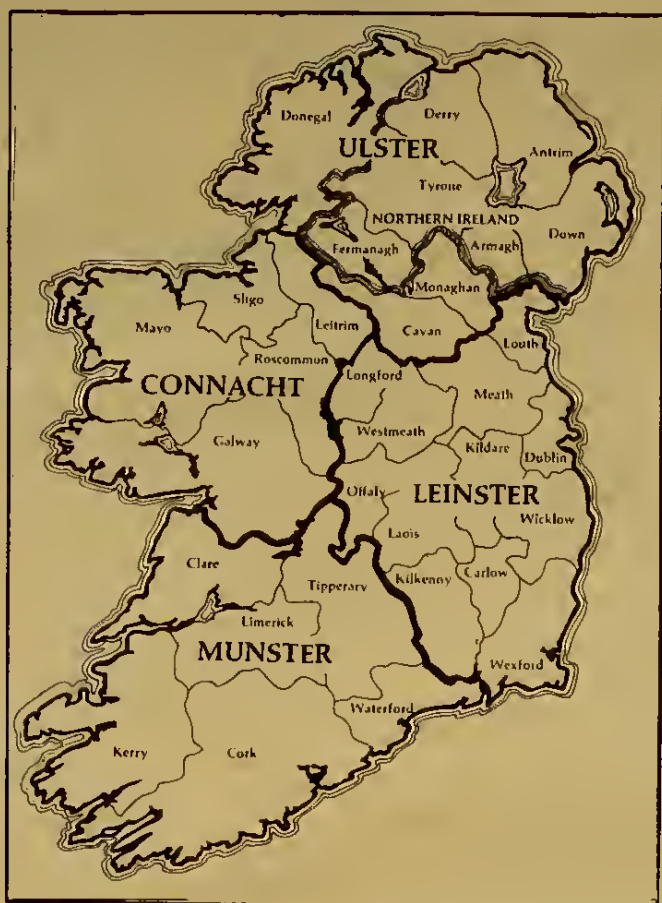 Donegal
Derry
Antrim
ULSTER
Tyrone
NORTHERN IRELAND
Fermanagh
Armagh
Down
Monaghan
Cavan
Sligo
Leitrim
Mayo
Roscommon
CONNACHT
Galway
Longford
Louth
Meath
Westmeath
Kildare
Dublin
Offaly
LEINSTER
Wicklow
Laois
Carlow
Kilkenny
Wexford
Clare
Tipperary
Limerick
MUNSTER
Waterford
Kerry
Cork